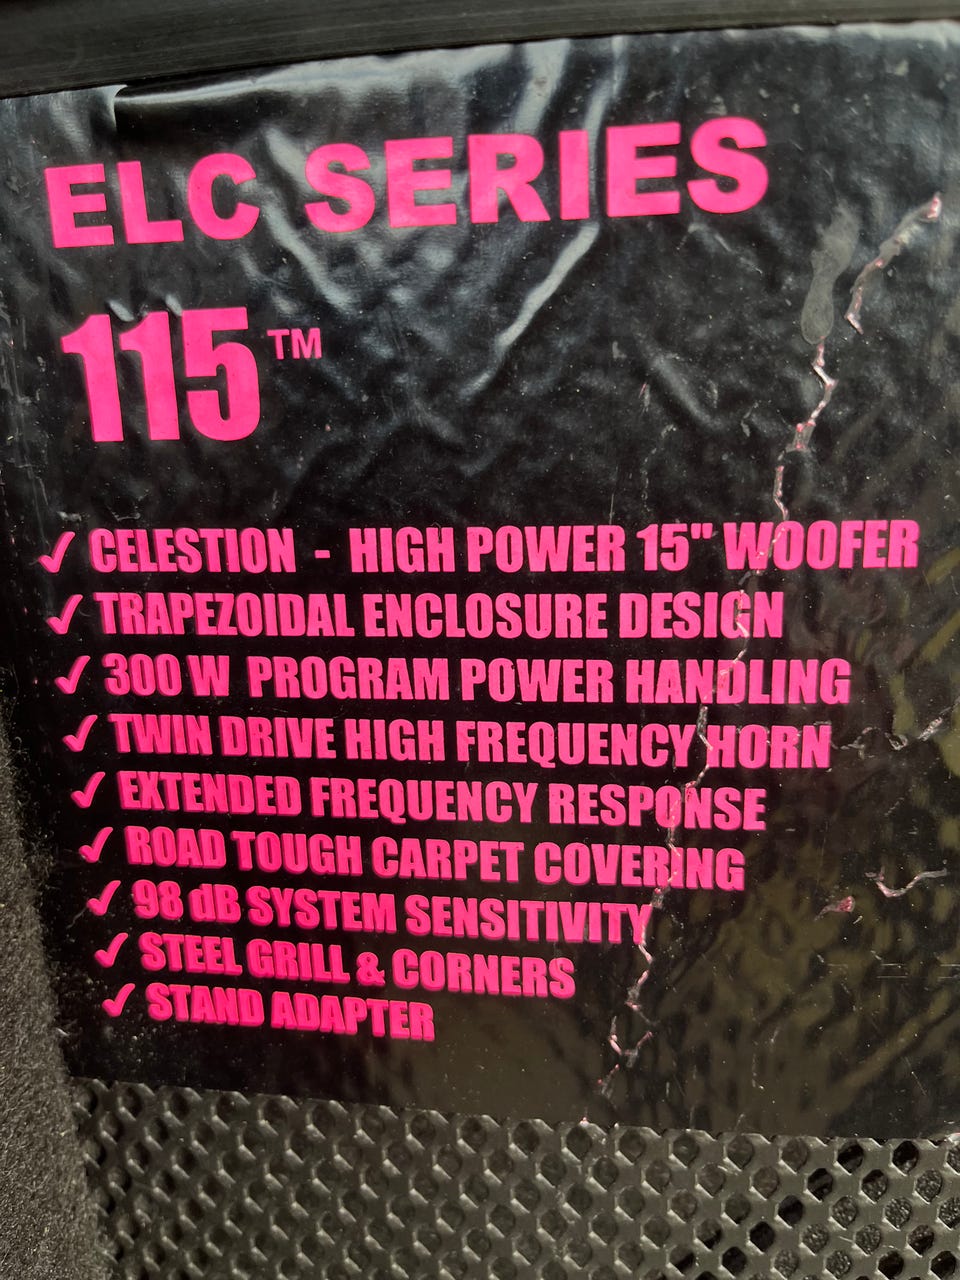 ELC SERIES
115™
✓ CELESTION - HIGH POWER 15" WOOFER
✓ TRAPEZOIDAL ENCLOSURE DESIGN
✓ 300 W PROGRAM POWER HANDLING
✓ TWIN DRIVE HIGH FREQUENCY HORN
✓ EXTENDED FREQUENCY RESPONSE
✓ ROAD TOUGH CARPET COVERING
✓ 98 dB SYSTEM SENSITIVITY
✓ STEEL GRILL & CORNERS
✓ STAND ADAPTER